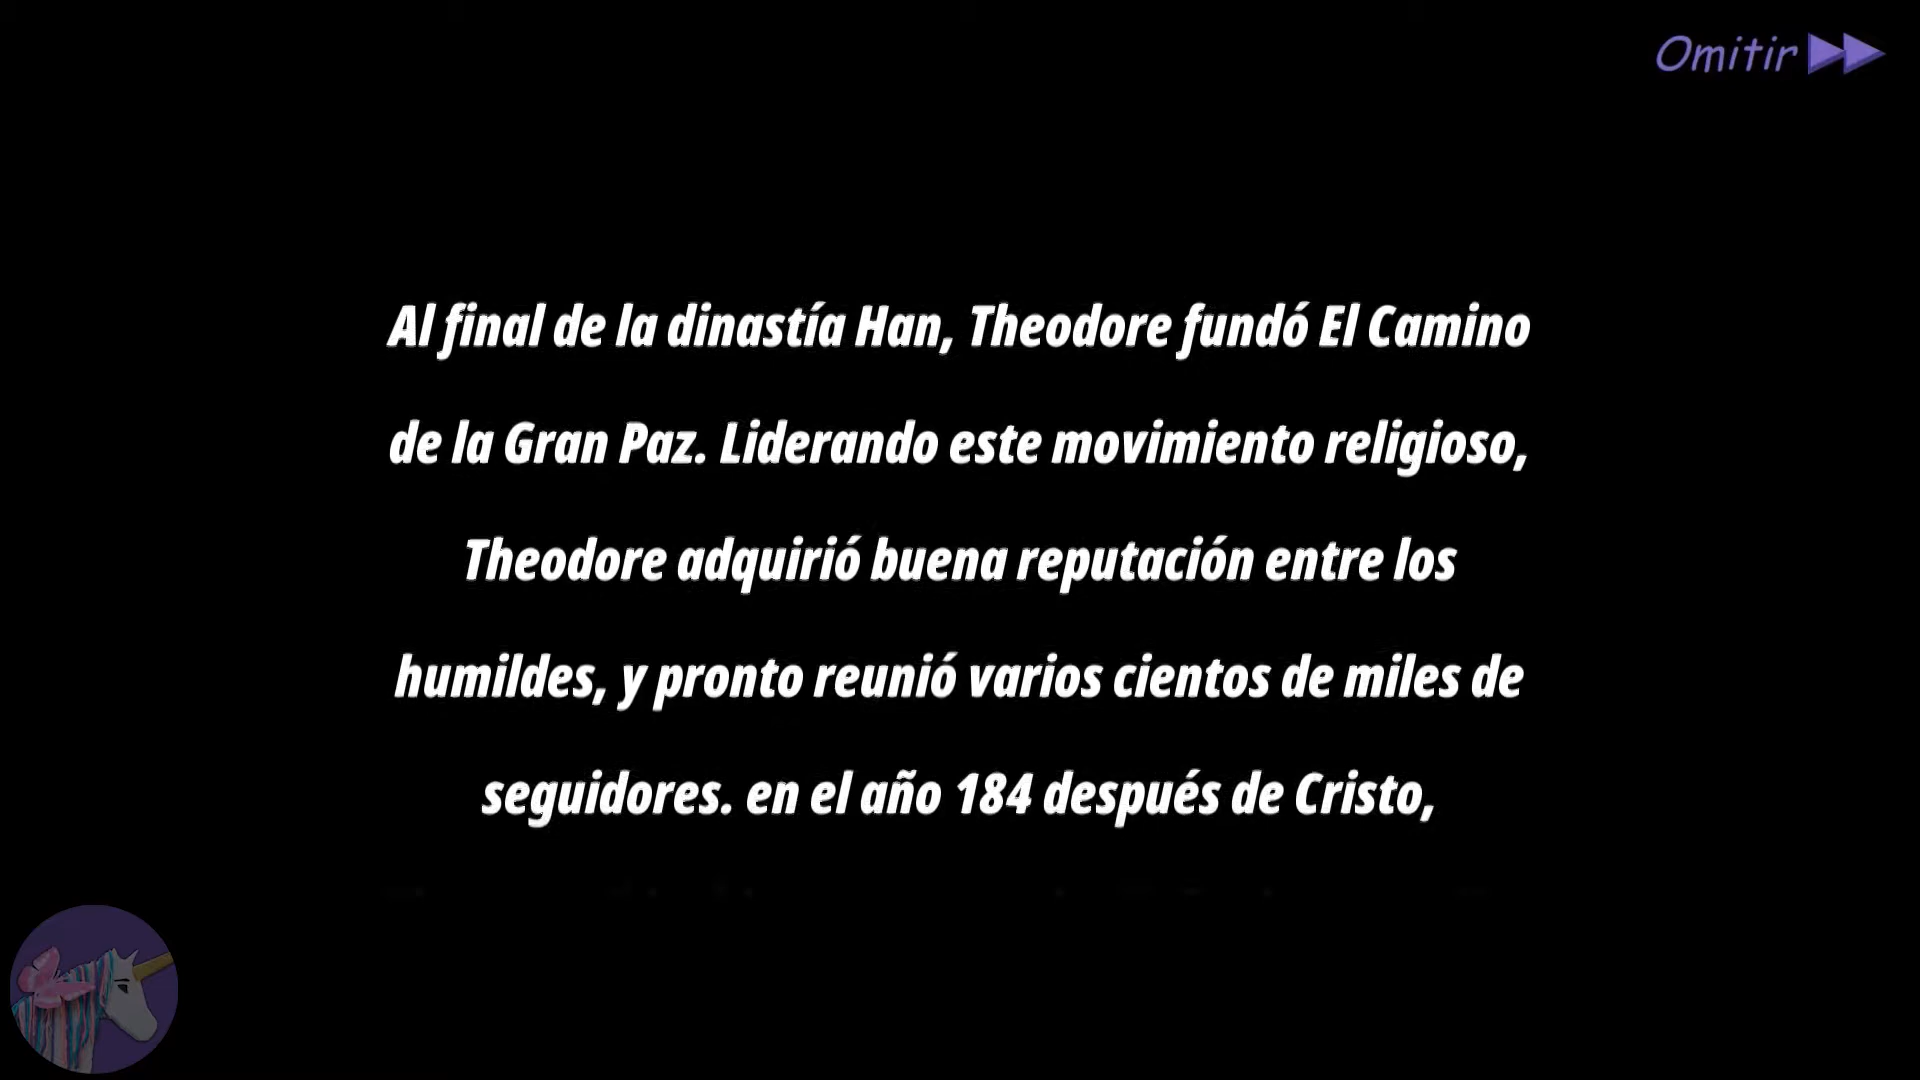 Omitir
Al final de la dinastía Han, Theodore fundó El Camino
de la Gran Paz. Liderando este movimiento religioso,
Theodore adquirió buena reputación entre los
humildes, y pronto reunió varios cientos de miles de
seguidores. en el año 184 después de Cristo,